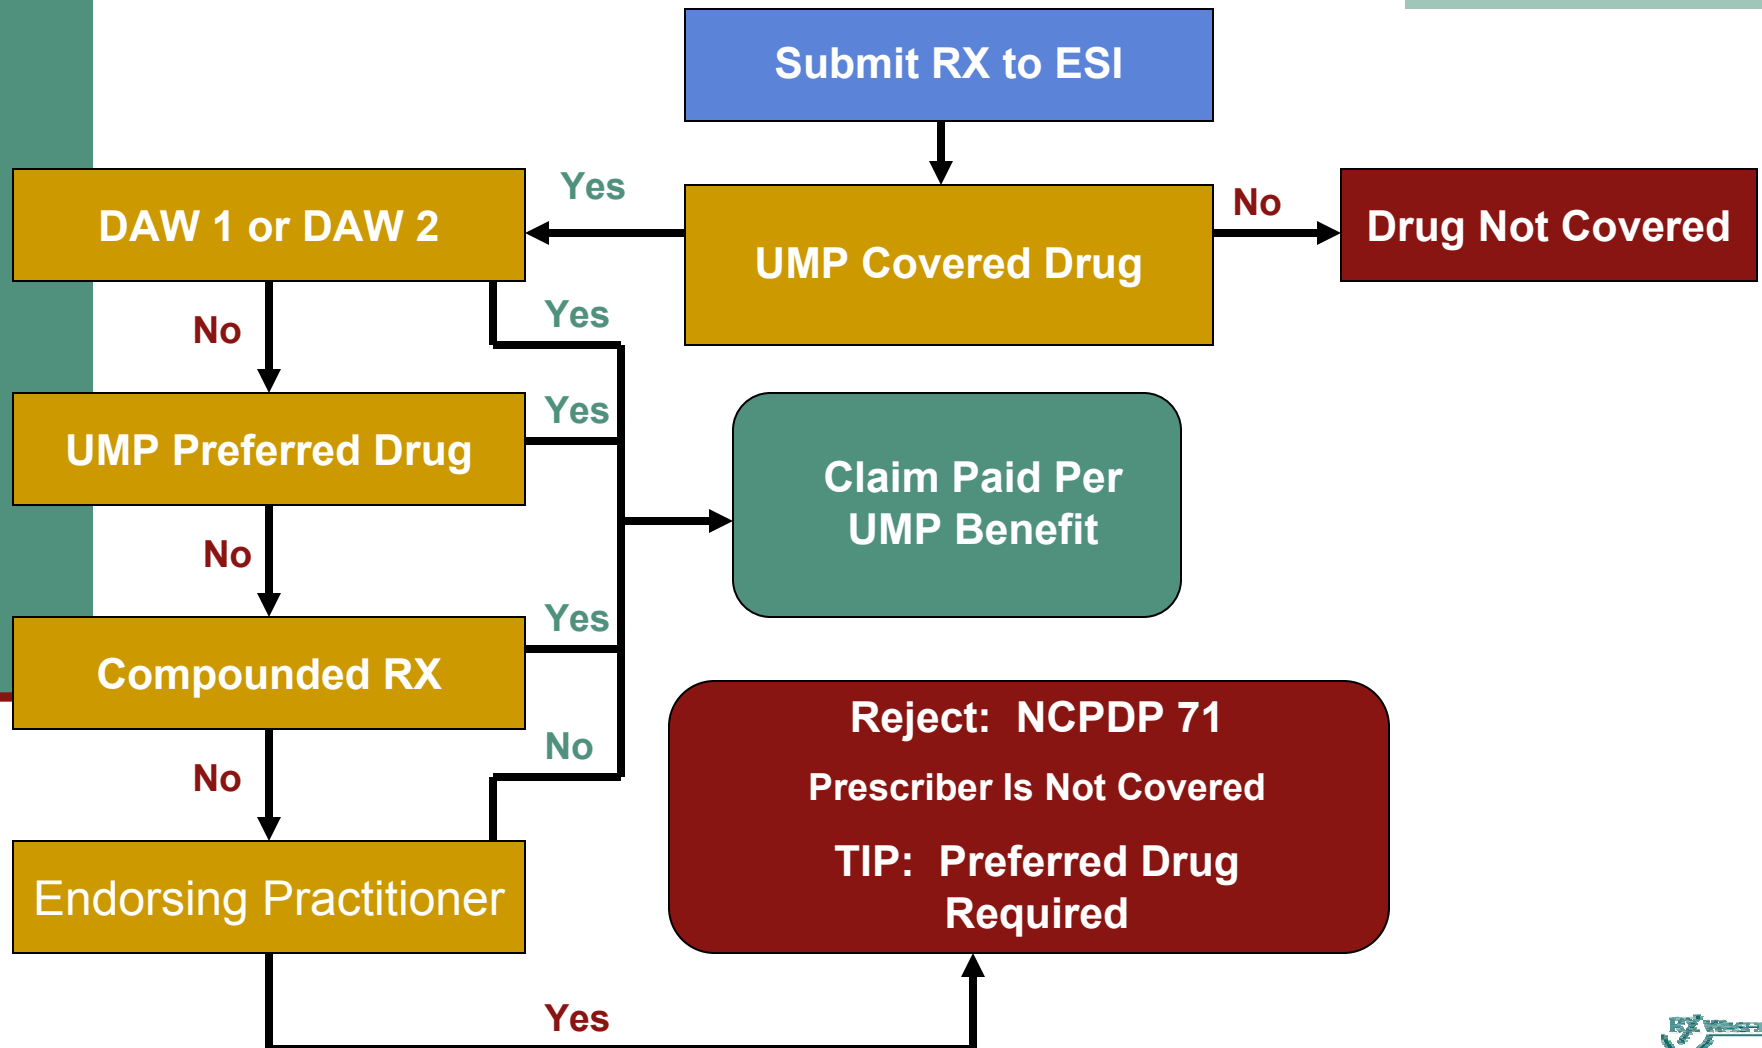 Submit RX to ESI
Yes
No
DAW 1 or DAW 2
UMP Covered Drug
Drug Not Covered
No
Yes
Yes
UMP Preferred Drug
Claim Paid Per
UMP Benefit
No
Yes
Compounded RX
Reject: NCPDP 71
No
No
Prescriber Is Not Covered
TIP: Preferred Drug
Required
Endorsing Practitioner
Yes
RX